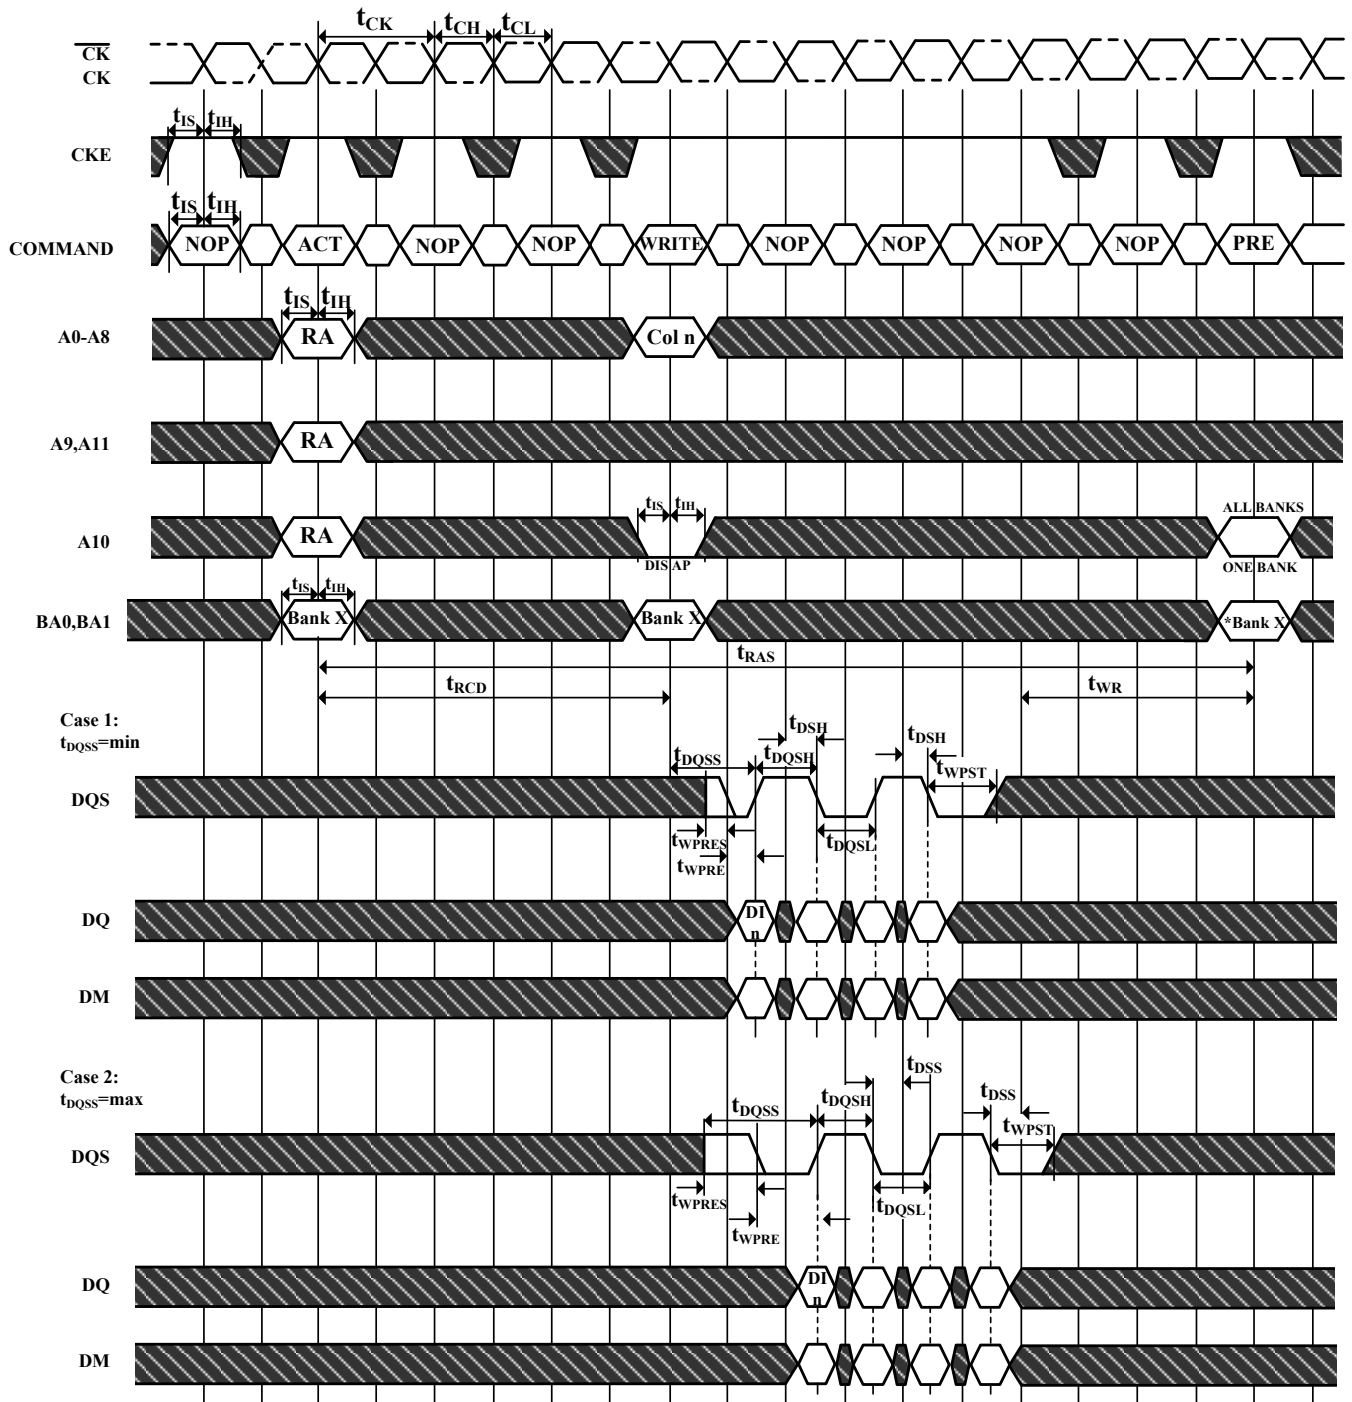 tCK tCH tCL
CK
CK
tIS tIH
CKE
tIS tIH
COMMAND NOP ACT NOP NOP WRITE NOP NOP NOP NOP PRE
tIS tIH
A0-A8 RA Col n
A9,A11 RA
tIS tIH ALL BANKS
A10 RA
DIS AP ONE BANK
tIS tIH
BA0,BA1 Bank X Bank X *Bank X
tRAS
tRCD tWR
Case 1:
tDQSS=min
tDSH tDSH
tDQSS tDQSH tWPST
DQS
tWPRES tDQSL
tWPRE
DQ DI
n
DM
Case 2:
tDQSS=max
tDSS tDSS
tDQSS tDQSH tWPST
DQS
tWPRES tDQSL
tWPRE
DQ DI
n
DM